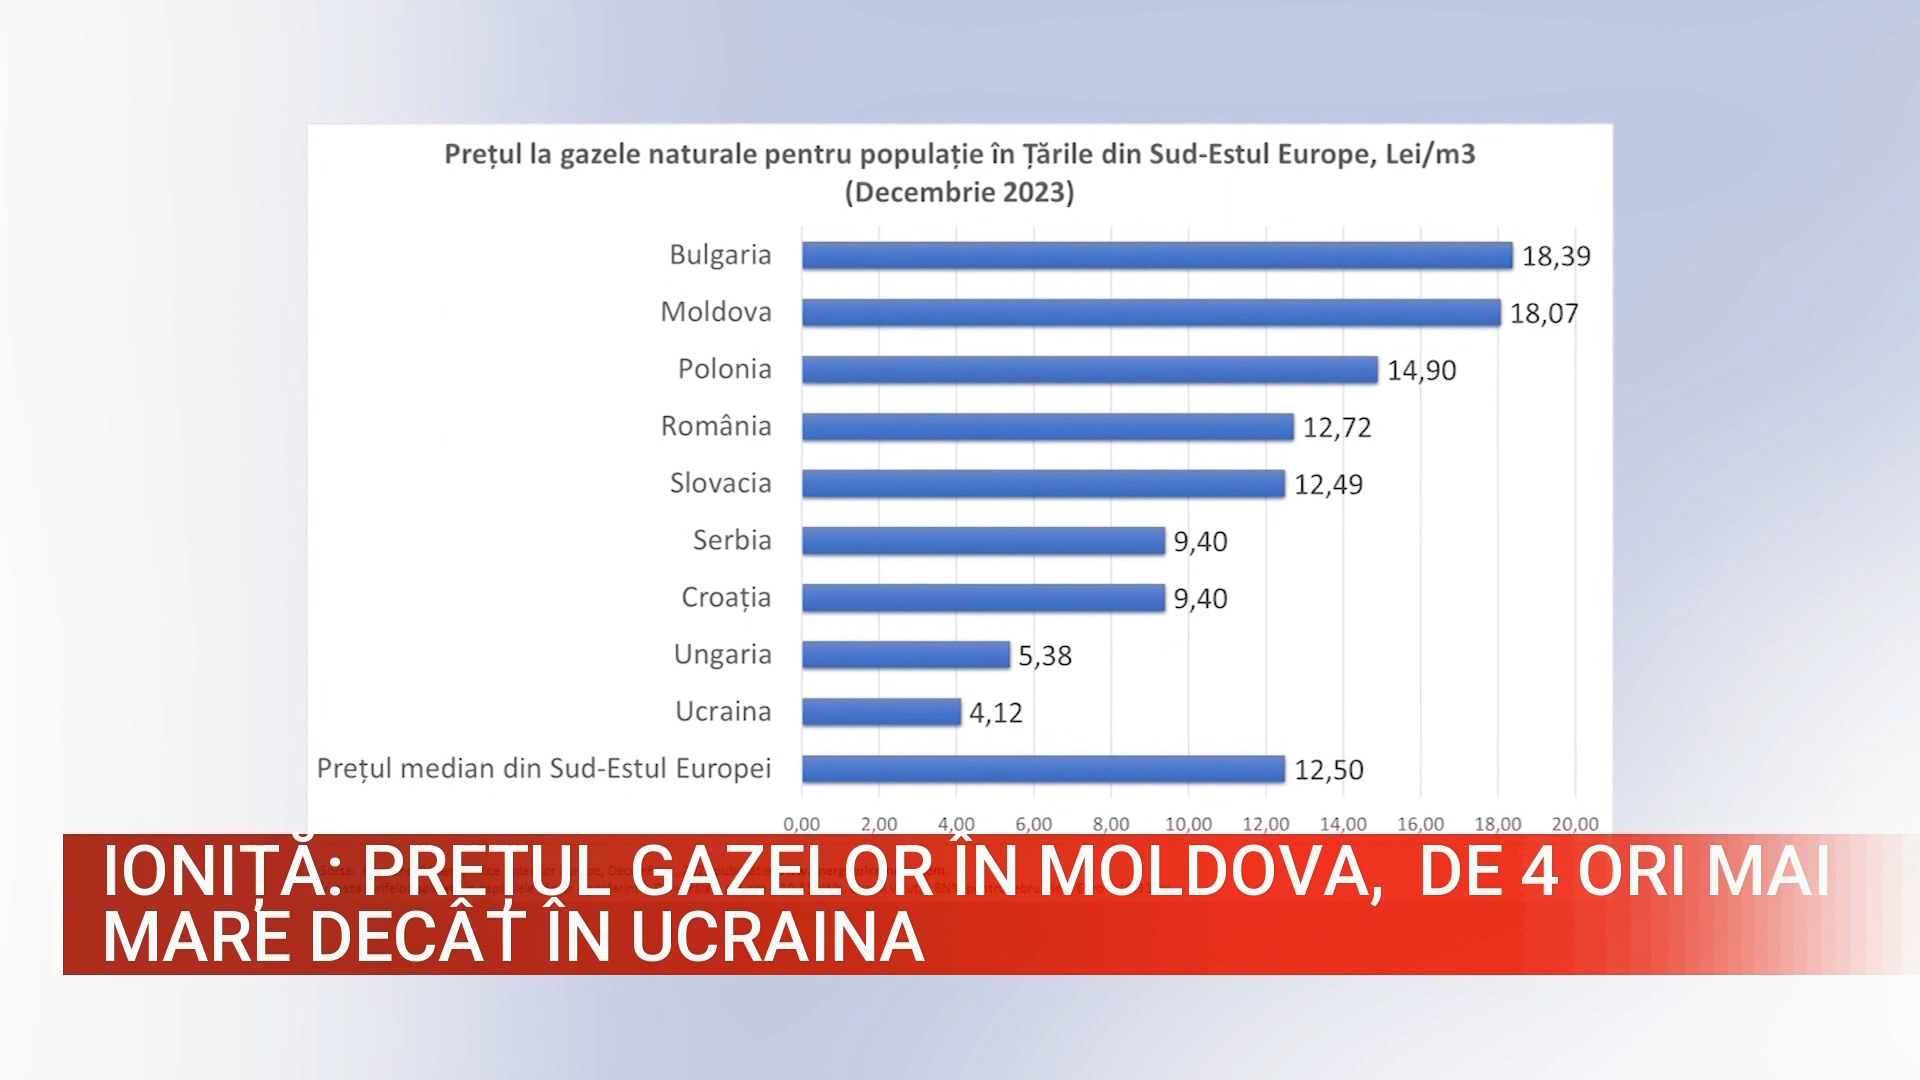 Prețul la gazele naturale pentru populație în Țările din Sud-Estul Europe, Lei/m3
(Decembrie 2023)
Bulgaria 18,39
Moldova 18,07
Polonia 14,90
România 12,72
Slovacia 12,49
Serbia 9,40
Croația 9,40
Ungaria 5,38
Ucraina 4,12
Prețul median din Sud-Estul Europei 12,50
0,00 2,00 4,00 6,00 8,00 10,00 12,00 14,00 16,00 18,00 20,00
IONIȚĂ: PREȚUL GAZELOR ÎN MOLDOVA, DE 4 ORI MAI
MARE DECÂT ÎN UCRAINA